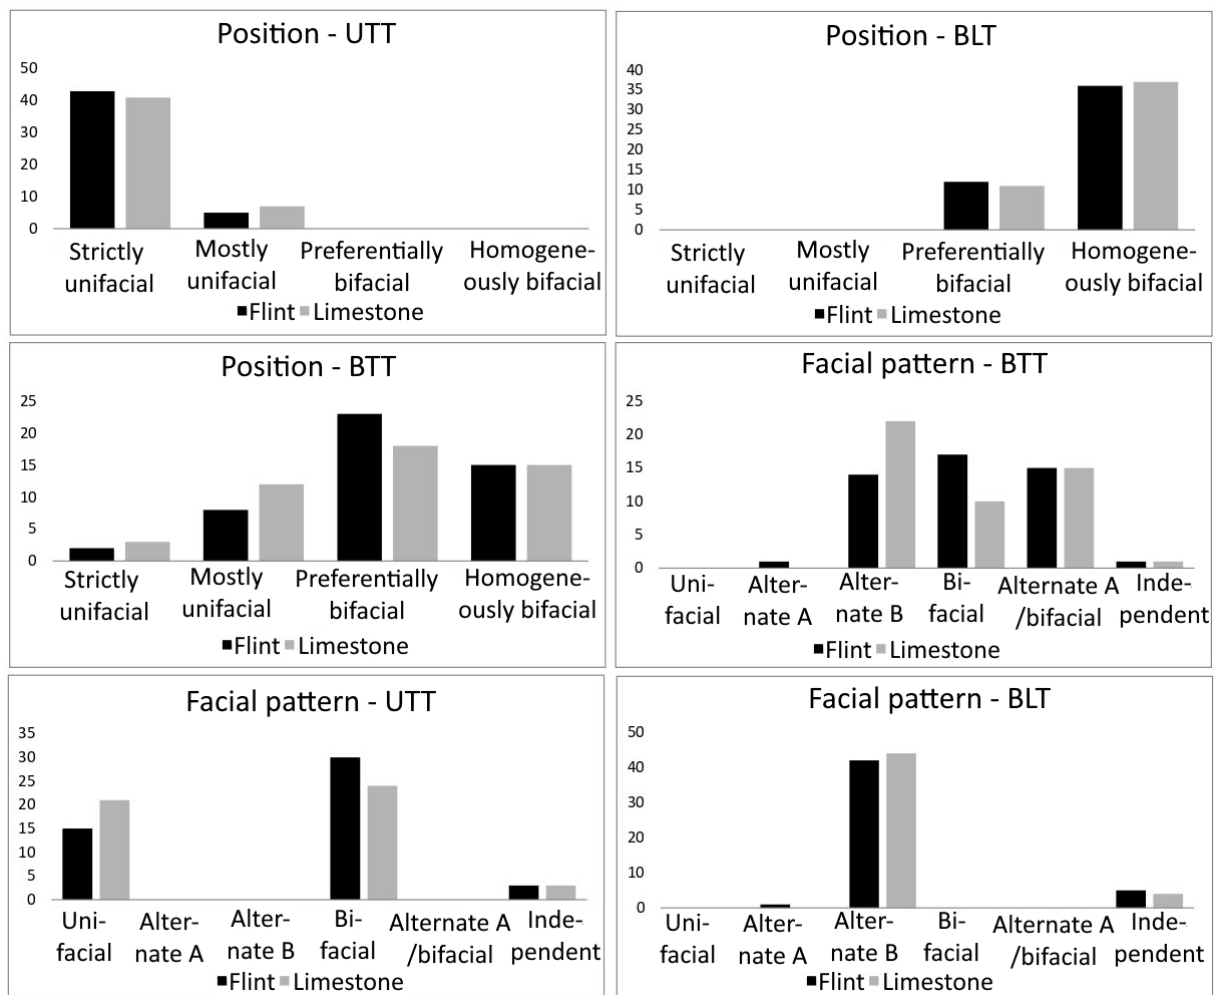 Position - UTT
50
40
30
20
10
0
Strictly Mostly Preferentially Homogene-
unifacial unifacial bifacial ously bifacial
■Flint ■Limestone
Position - BLT
40
35
30
25
20
15
10
5
0
Strictly Mostly Preferentially Homogene-
unifacial unifacial bifacial ously bifacial
■Flint ■Limestone
Position - BTT
25
20
15
10
5
0
Strictly Mostly Preferentially Homogene-
unifacial unifacial bifacial ously bifacial
■Flint ■Limestone
Facial pattern - BTT
25
20
15
10
5
0
Uni- Alter- Alter- Bi- Alternate A Inde-
facial nate A nate B facial /bifacial pendent
■Flint ■Limestone
Facial pattern - UTT
35
30
25
20
15
10
5
0
Uni- Alter- Alter- Bi- Alternate A Inde-
facial nate A nate B facial /bifacial pendent
■Flint ■Limestone
Facial pattern - BLT
50
40
30
20
10
0
Uni- Alter- Alter- Bi- Alternate A Inde-
facial nate A nate B facial /bifacial pendent
■Flint ■Limestone